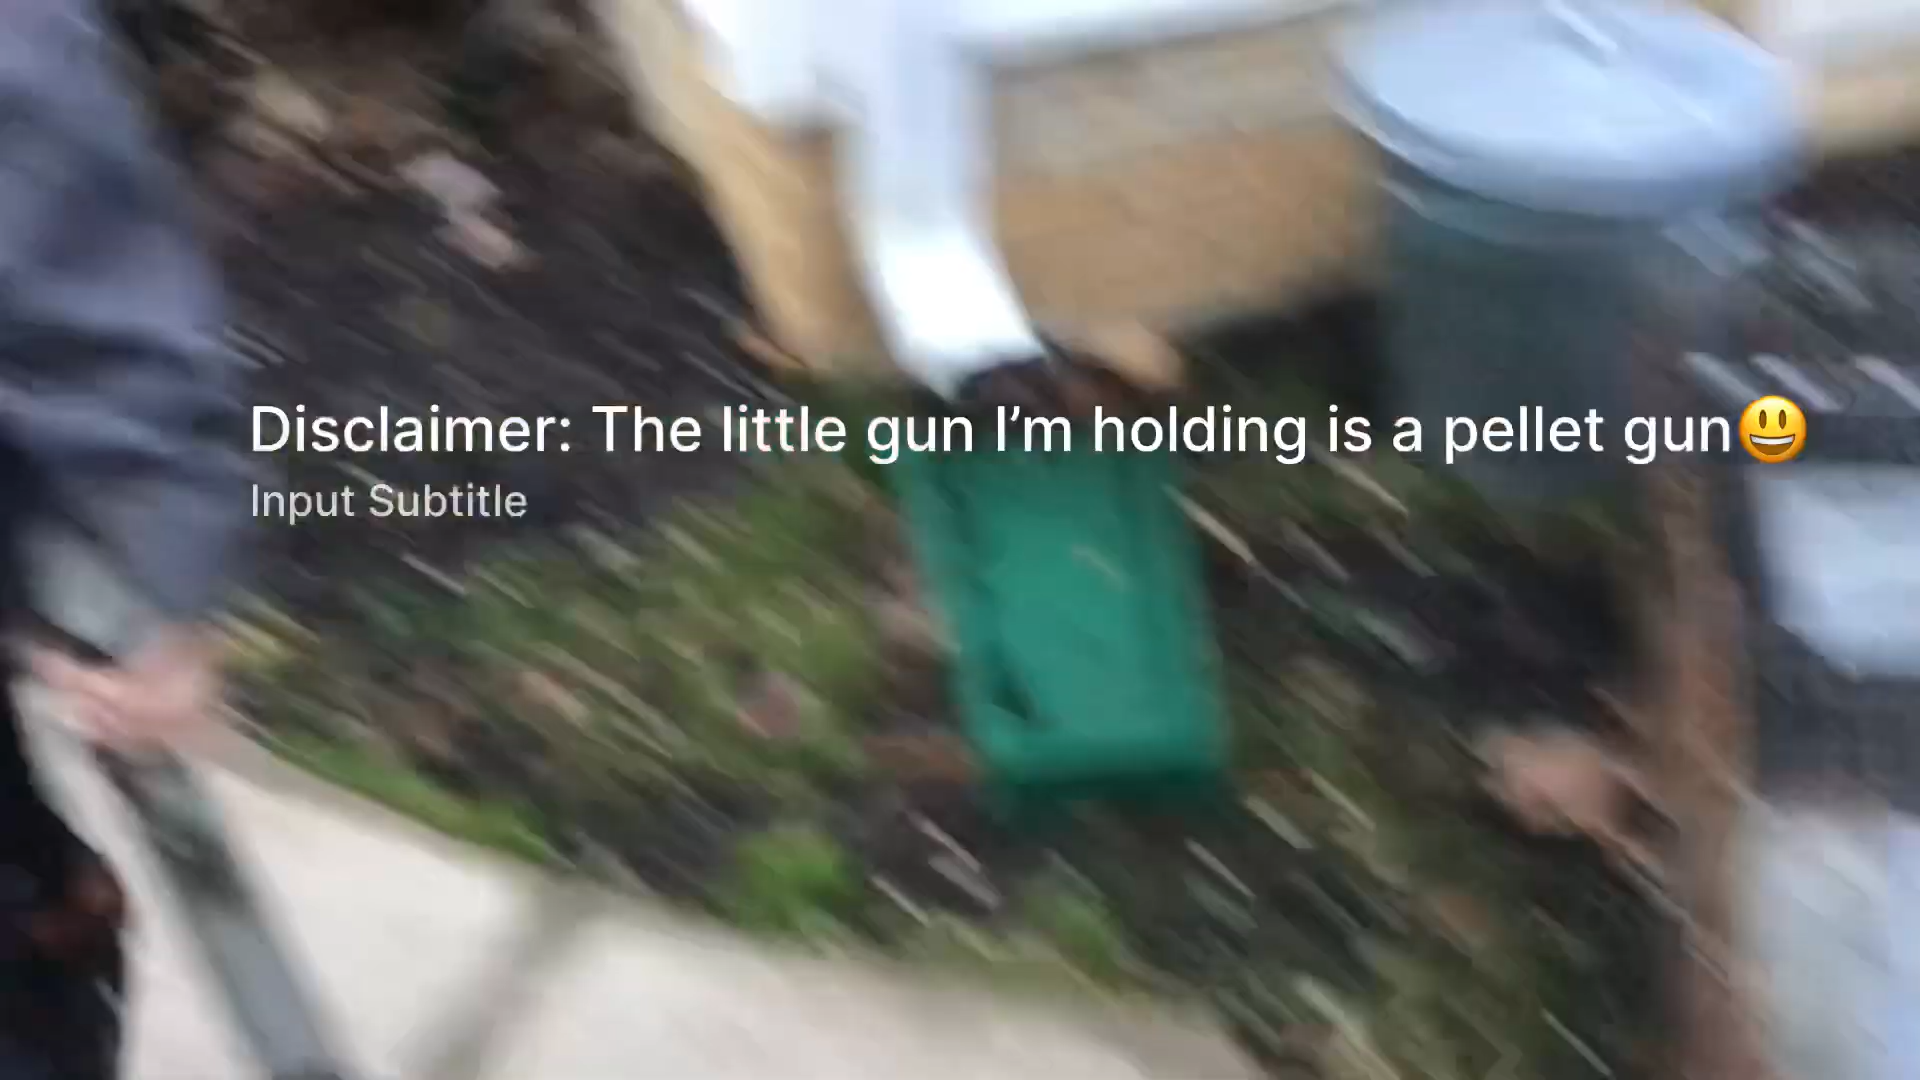 Disclaimer: The little gun I’m holding is a pellet gun😃
Input Subtitle